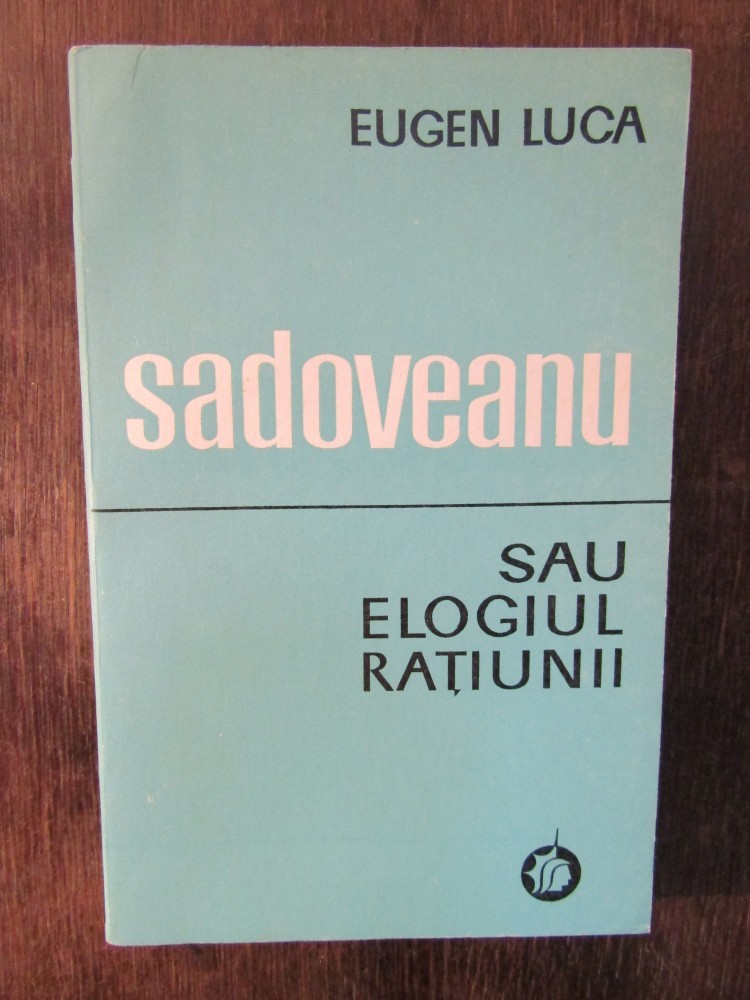 EUGEN LUCA
sadoveanu
SAU
ELOGIUL
RAȚIUNII